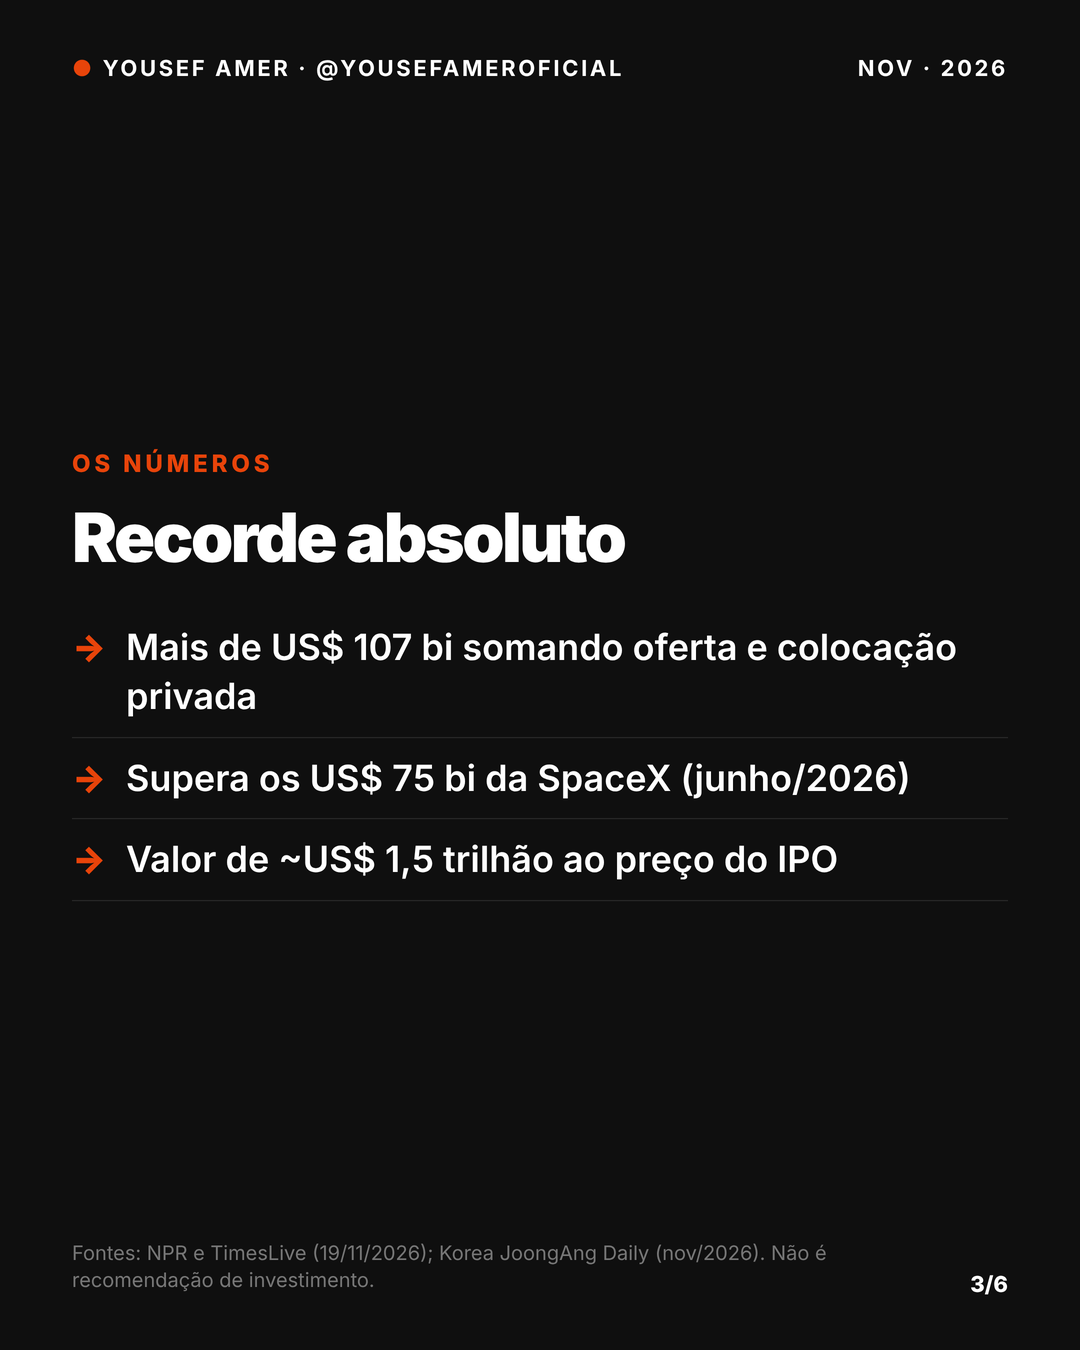 YOUSEF AMER · @YOUSEFAMEROFICIAL
NOV · 2026
OS NÚMEROS
Recorde absoluto
→ Mais de US$ 107 bi somando oferta e colocação
privada
→ Supera os US$ 75 bi da SpaceX (junho/2026)
→ Valor de ~US$ 1,5 trilhão ao preço do IPO
Fontes: NPR e TimesLive (19/11/2026); Korea JoongAng Daily (nov/2026). Não é
recomendação de investimento.
3/6